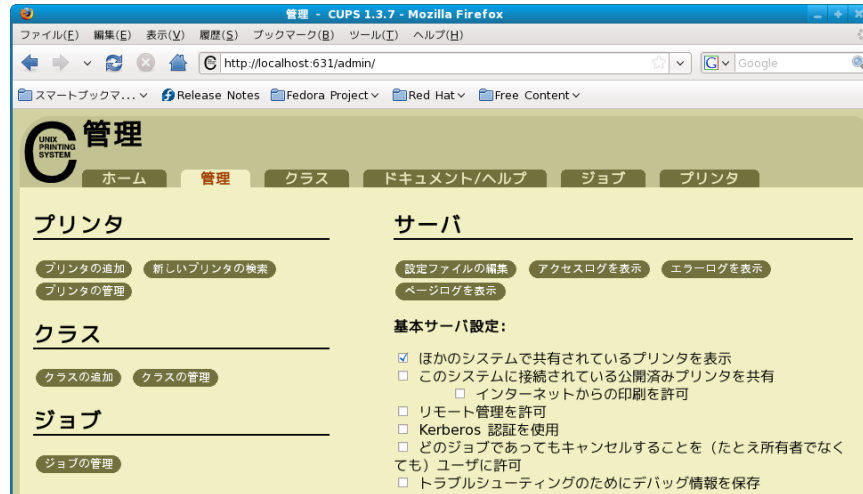 管理 - CUPS 1.3.7 - Mozilla Firefox
ファイル(F) 編集(E) 表示(V) 履歴(S) ブックマーク(B) ツール(T) ヘルプ(H)
http://localhost:631/admin/ G Google
スマートブックマ... Release Notes Fedora Project Red Hat Free Content
UNIX PRINTING SYSTEM 管理
ホーム 管理 クラス ドキュメント/ヘルプ ジョブ プリンタ
プリンタ
プリンタの追加 新しいプリンタの検索
プリンタの管理
クラス
クラスの追加 クラスの管理
ジョブ
ジョブの管理
サーバ
設定ファイルの編集 アクセスログを表示 エラーログを表示
ページログを表示
基本サーバ設定:
ほかのシステムで共有されているプリンタを表示
このシステムに接続されている公開済みプリンタを共有
インターネットからの印刷を許可
リモート管理を許可
Kerberos 認証を使用
どのジョブであってもキャンセルすることを（たとえ所有者でなく
ても）ユーザに許可
トラブルシューティングのためにデバッグ情報を保存